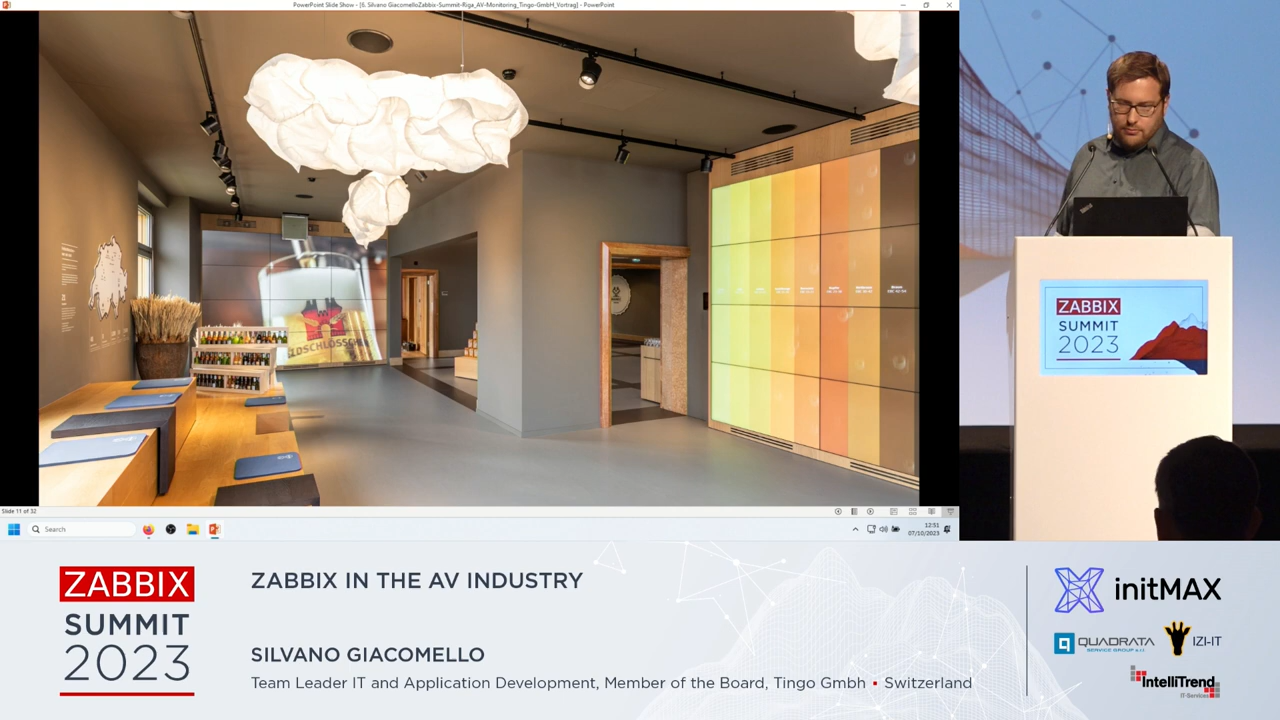 PowerPoint Slide Show - [6. Silvano GiacomelloZabbix-Summit-Riga_AV-Monitoring_Tingo-GmbH_Vortrag] - PowerPoint
LDSCHLÖSSCHE
Slide 11 of 32
Search
12:51
07/10/2023
ZABBIX
SUMMIT
2023
ZABBIX
SUMMIT
2023
ZABBIX IN THE AV INDUSTRY
SILVANO GIACOMELLO
Team Leader IT and Application Development, Member of the Board, Tingo Gmbh • Switzerland
initMAX
QUADRATA
SERVICE GROUP s.r.l.
IZI-IT
IntelliTrend
IT-Services